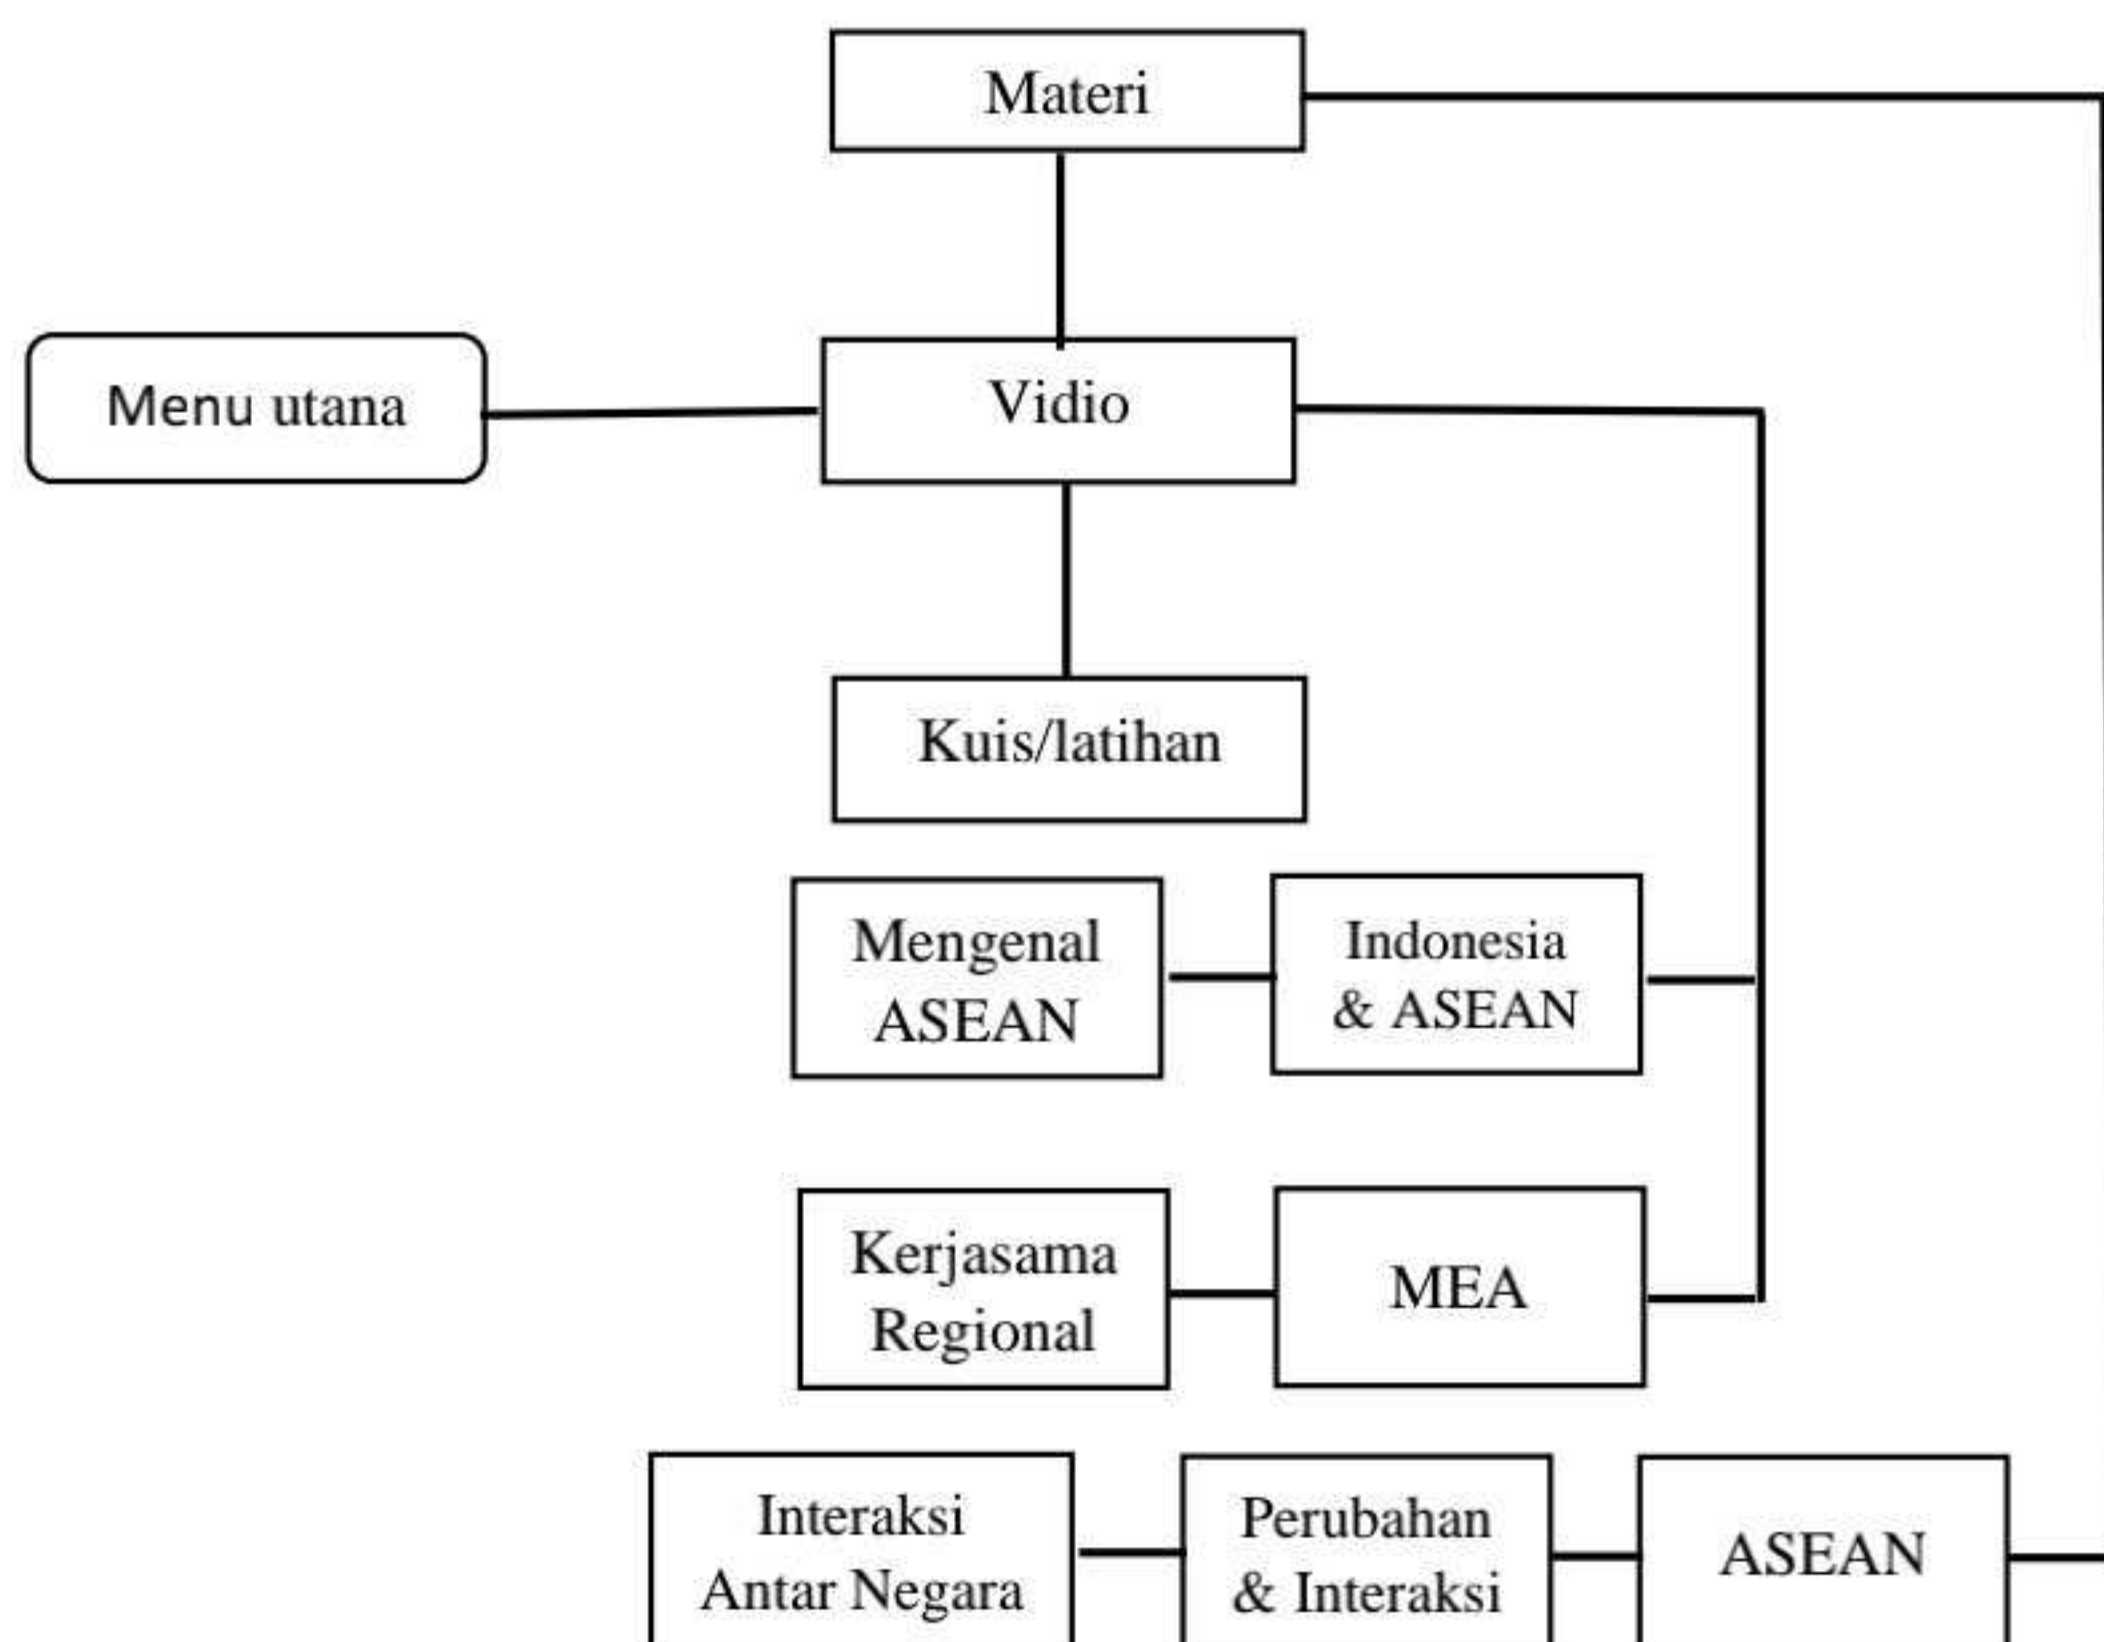 Materi
Menu utana
Vidio
Kuis/latihan
Mengenal
ASEAN
Indonesia
& ASEAN
Kerjasama
Regional
MEA
Interaksi
Antar Negara
Perubahan
& Interaksi
ASEAN